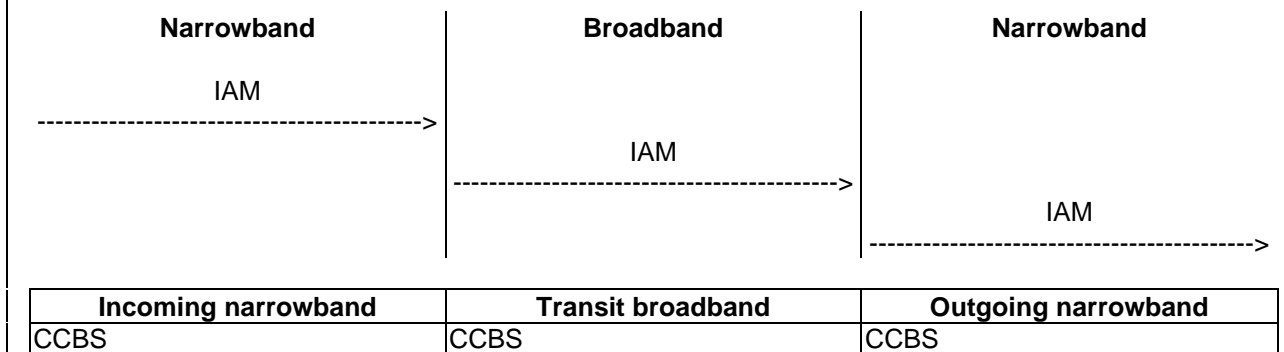 Narrowband Broadband Narrowband
IAM
------------------------------------------->
IAM
------------------------------------------->
IAM
------------------------------------------->
Incoming narrowband Transit broadband Outgoing narrowband
CCBS CCBS CCBS